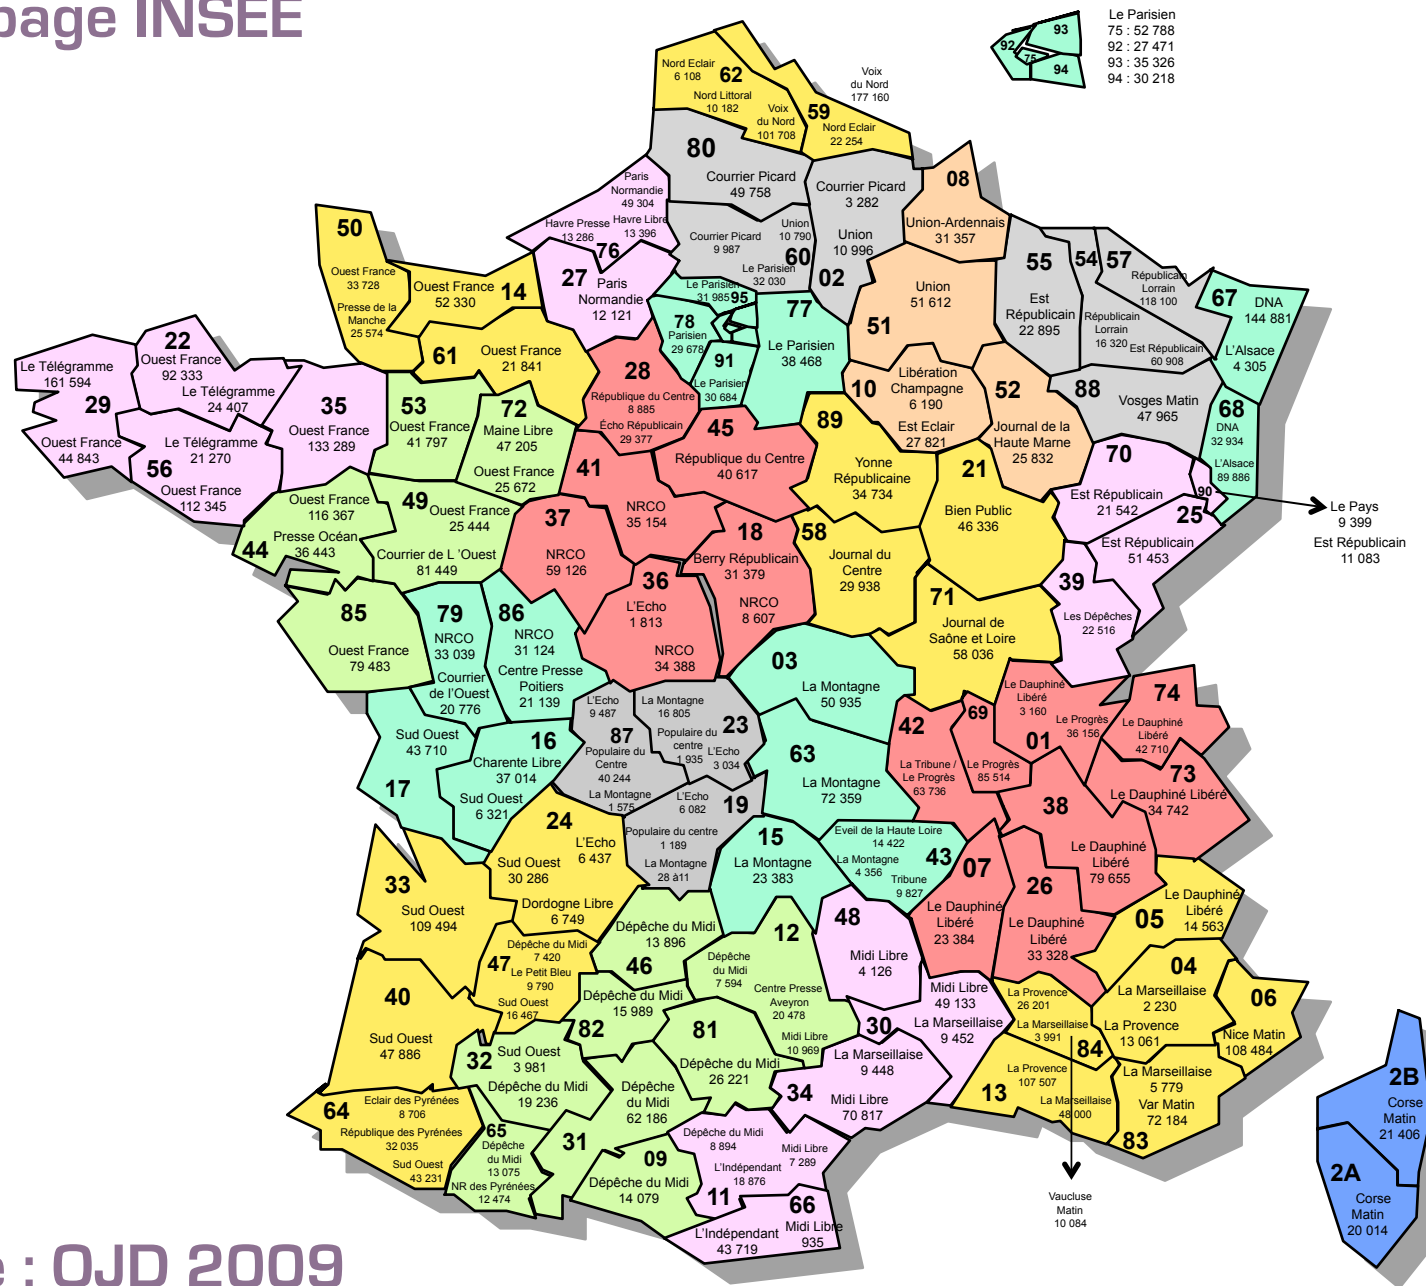 page INSEE
Le Parisien
75 : 52 788
92 : 27 471
93 : 35 326
94 : 30 218
93
92
75
94
Nord Eclair
6 108
62
Nord Littoral
10 182
Voix
du Nord
101 708
59
Nord Eclair
22 254
Voix
du Nord
177 160
80
Courrier Picard
49 758
Courrier Picard
3 282
Union
10 996
02
08
Union-Ardennais
31 357
Paris
Normandie
49 304
Havre Presse
13 286
Havre Libre
13 396
76
Courrier Picard
9 987
Union
10 790
60
Le Parisien
32 030
50
Ouest France
33 728
Presse de la
Manche
25 574
Ouest France
52 330
14
27
Paris
Normandie
12 121
Le Parisien
31 985
95
78
Parisien
29 678
91
Le Parisien
30 684
77
Le Parisien
38 468
Union
51 612
51
55
Est
Républicain
22 895
54
Républicain
Lorrain
16 320
Est Républicain
60 908
57
Républicain
Lorrain
118 100
67
DNA
144 881
L'Alsace
4 305
22
Ouest France
92 333
Le Télégramme
24 407
Le Télégramme
161 594
29
Ouest France
44 843
Le Télégramme
21 270
56
Ouest France
112 345
35
Ouest France
133 289
61
Ouest France
21 841
53
Ouest France
41 797
72
Maine Libre
47 205
Ouest France
25 672
28
République du Centre
8 885
Écho Républicain
29 377
45
République du Centre
40 617
10
Libération
Champagne
6 190
Est Eclair
27 821
52
Journal de la
Haute Marne
25 832
88
Vosges Matin
47 965
68
DNA
32 934
L'Alsace
89 886
89
Yonne
Républicaine
34 734
21
Bien Public
46 336
70
Est Républicain
21 542
90
Le Pays
9 399
Est Républicain
11 083
25
Est Républicain
51 453
Ouest France
116 367
Presse Océan
36 443
44
49
Ouest France
25 444
Courrier de L 'Ouest
81 449
41
NRCO
35 154
37
NRCO
59 126
18
Berry Républicain
31 379
NRCO
8 607
58
Journal du
Centre
29 938
39
Les Dépêches
22 516
36
L'Echo
1 813
NRCO
34 388
71
Journal de
Saône et Loire
58 036
85
Ouest France
79 483
79
NRCO
33 039
Courrier
de l'Ouest
20 776
86
NRCO
31 124
Centre Presse
Poitiers
21 139
03
La Montagne
50 935
Sud Ouest
43 710
17
16
Charente Libre
37 014
Sud Ouest
6 321
L'Echo
9 487
87
Populaire du
Centre
40 244
La Montagne
1 575
La Montagne
16 805
23
Populaire du
centre
1 935
L'Echo
3 034
63
La Montagne
72 359
42
La Tribune /
Le Progrès
63 736
69
Le Progrès
85 514
Le Dauphiné
Libéré
3 160
Le Progrès
36 156
01
74
Le Dauphiné
Libéré
42 710
73
Le Dauphiné Libéré
34 742
38
Le Dauphiné
Libéré
79 655
24
L'Echo
6 437
Sud Ouest
30 286
Dordogne Libre
6 749
L'Echo
6 082
19
Populaire du centre
1 189
La Montagne
28 à11
15
La Montagne
23 383
Eveil de la Haute Loire
14 422
La Montagne
4 356
43
Tribune
9 827
07
Le Dauphiné
Libéré
23 384
26
Le Dauphiné
Libéré
33 328
Le Dauphiné
Libéré
14 563
05
33
Sud Ouest
109 494
Dépêche du Midi
7 420
47
Le Petit Bleu
9 790
Sud Ouest
16 467
Dépêche du Midi
13 896
46
12
Dépêche
du Midi
7 594
Centre Presse
Aveyron
20 478
Midi Libre
10 969
48
Midi Libre
4 126
Midi Libre
49 133
30
La Marseillaise
9 452
La Provence
26 201
La Marseillaise
3 991
84
04
La Marseillaise
2 230
La Provence
13 061
06
Nice Matin
108 484
40
Sud Ouest
47 886
Dépêche du Midi
15 989
82
81
Dépêche du Midi
26 221
32
Sud Ouest
3 981
Dépêche du Midi
19 236
Dépêche
du Midi
62 186
31
La Marseillaise
9 448
34
Midi Libre
70 817
La Provence
107 507
13
La Marseillaise
48 000
La Marseillaise
5 779
Var Matin
72 184
83
Vaucluse
Matin
10 084
64
Eclair des Pyrénées
8 706
République des Pyrénées
32 035
Sud Ouest
43 231
65
Dépêche
du Midi
13 075
NR des Pyrénées
12 474
09
Dépêche du Midi
14 079
Dépêche du Midi
8 894
Midi Libre
7 289
L'Indépendant
18 876
11
66
Midi Libre
935
L'Indépendant
43 719
2B
Corse
Matin
21 406
2A
Corse
Matin
20 014
: OJD 2009